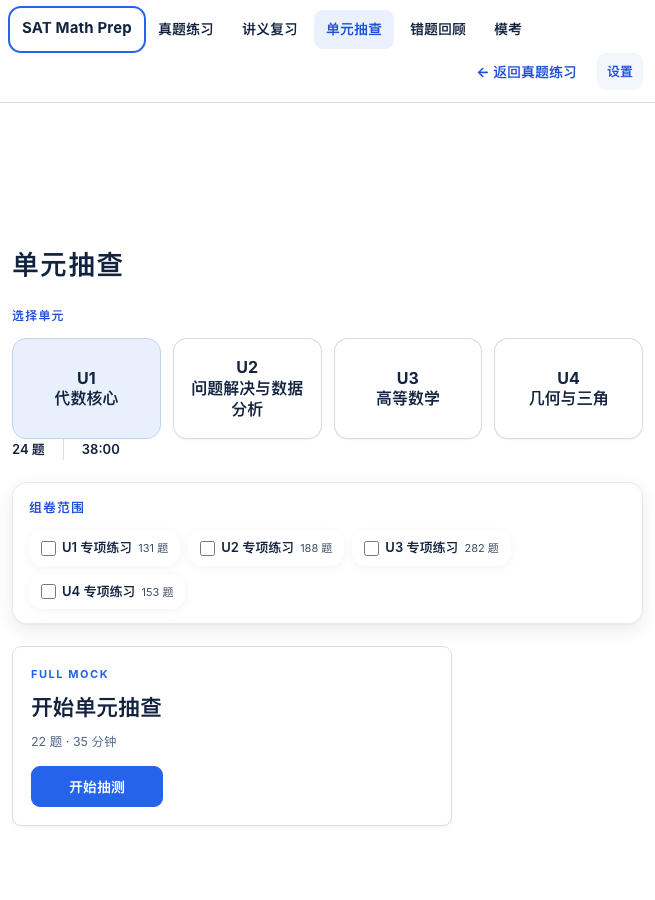 SAT Math Prep
真题练习
讲义复习
单元抽查
错题回顾
模考
← 返回真题练习
设置
单元抽查
选择单元
U1
代数核心
U2
问题解决与数据
分析
U3
高等数学
U4
几何与三角
24 题
38:00
组卷范围
U1 专项练习 131 题
U2 专项练习 188 题
U3 专项练习 282 题
U4 专项练习 153 题
FULL MOCK
开始单元抽查
22 题 · 35 分钟
开始抽测